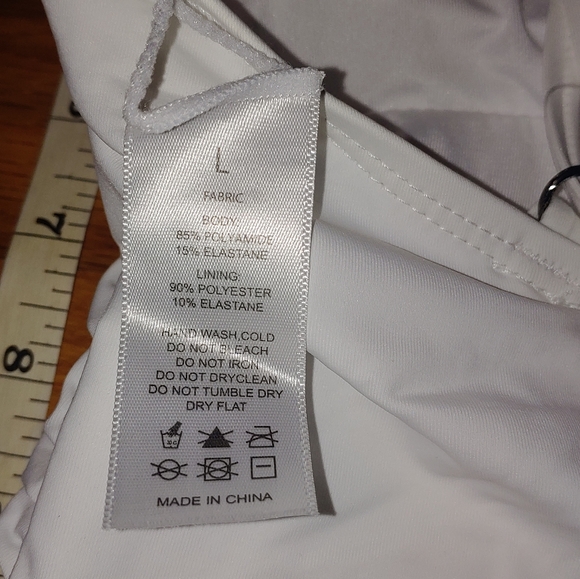 L
FABRIC
BODY:
85% POLYAMIDE
15% ELASTANE
LINING:
90% POLYESTER
10% ELASTANE
HAND WASH,COLD
DO NOT BLEACH
DO NOT IRON
DO NOT DRYCLEAN
DO NOT TUMBLE DRY
DRY FLAT
MADE IN CHINA
7
8